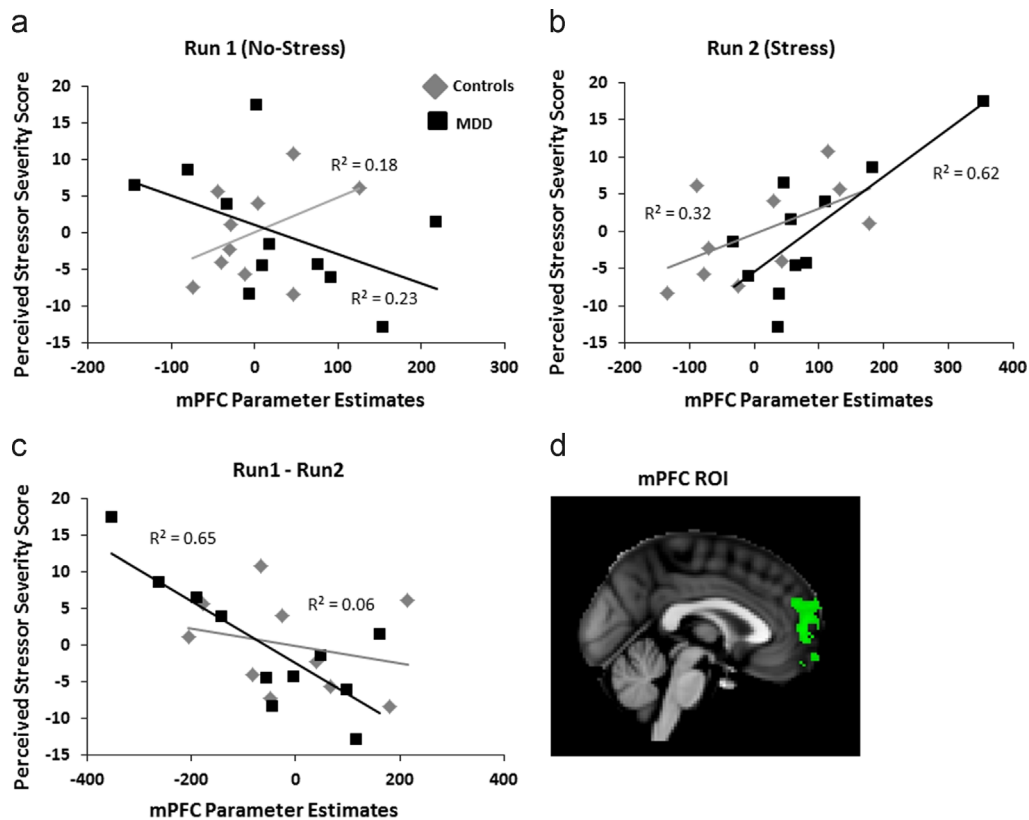 a
Run 1 (No-Stress)
Perceived Stressor Severity Score
20
15
10
5
0
-5
-10
-15
-200
-100
0
100
200
300
mPFC Parameter Estimates
Controls
MDD
R² = 0.18
R² = 0.23
b
Run 2 (Stress)
Perceived Stressor Severity Score
20
15
10
5
0
-5
-10
-15
-200
-100
0
100
200
300
400
mPFC Parameter Estimates
R² = 0.62
R² = 0.32
c
Run1 - Run2
Perceived Stressor Severity Score
20
15
10
5
0
-5
-10
-15
-400
-200
0
200
400
mPFC Parameter Estimates
R² = 0.65
R² = 0.06
d
mPFC ROI